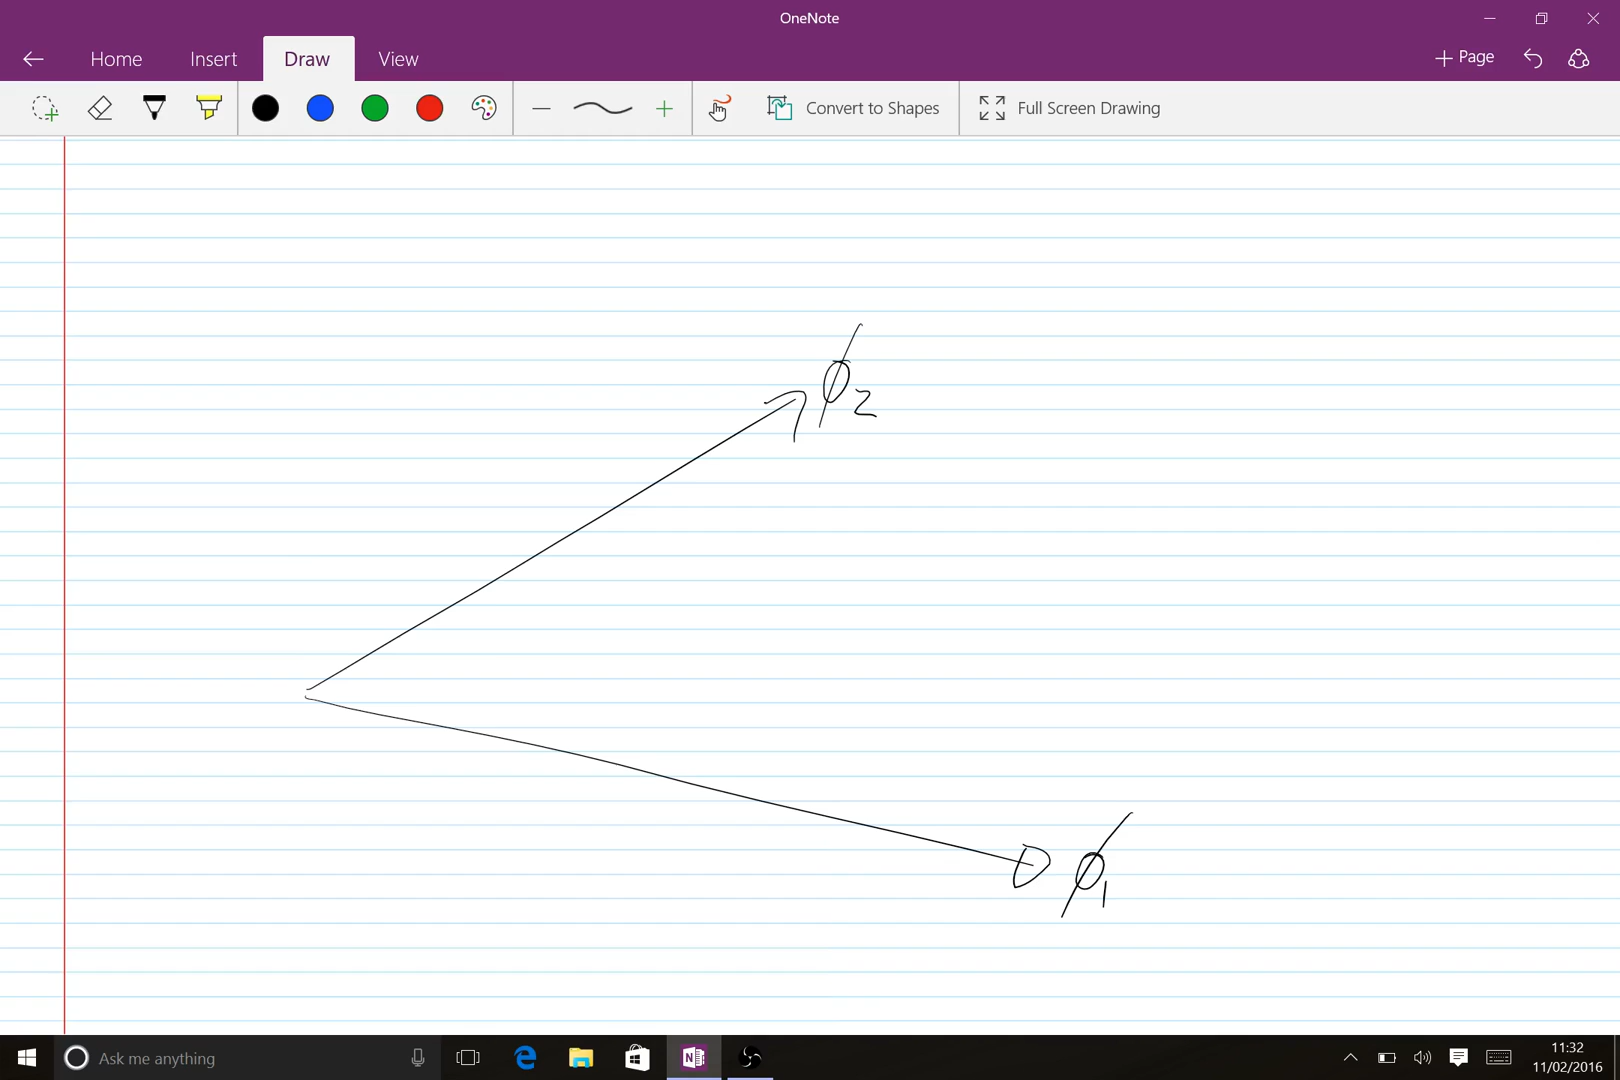 OneNote
Home Insert Draw View + Page
Convert to Shapes Full Screen Drawing
ϕ2
ϕ1
Ask me anything
N
11:32
11/02/2016